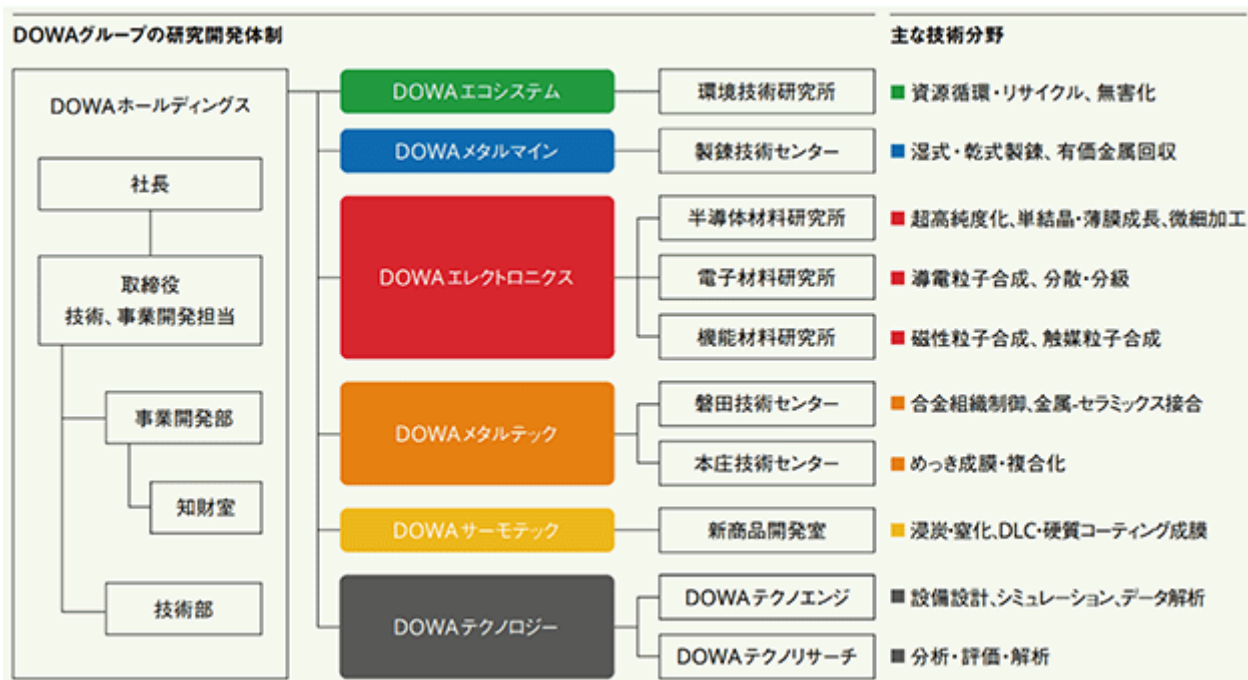 DOWAグループの研究開発体制
主な技術分野
DOWAホールディングス
社長
取締役
技術、事業開発担当
事業開発部
知財室
技術部
DOWAエコシステム
環境技術研究所
■ 資源循環・リサイクル、無害化
DOWAメタルマイン
製錬技術センター
■ 湿式・乾式製錬、有価金属回収
DOWAエレクトロニクス
半導体材料研究所
■ 超高純度化、単結晶・薄膜成長、微細加工
電子材料研究所
■ 導電粒子合成、分散・分級
機能材料研究所
■ 磁性粒子合成、触媒粒子合成
DOWAメタルテック
磐田技術センター
■ 合金組織制御、金属-セラミックス接合
本庄技術センター
■ めっき成膜・複合化
DOWAサーモテック
新商品開発室
■ 浸炭・窒化、DLC・硬質コーティング成膜
DOWAテクノロジー
DOWAテクノエンジ
■ 設備設計、シミュレーション、データ解析
DOWAテクノリサーチ
■ 分析・評価・解析